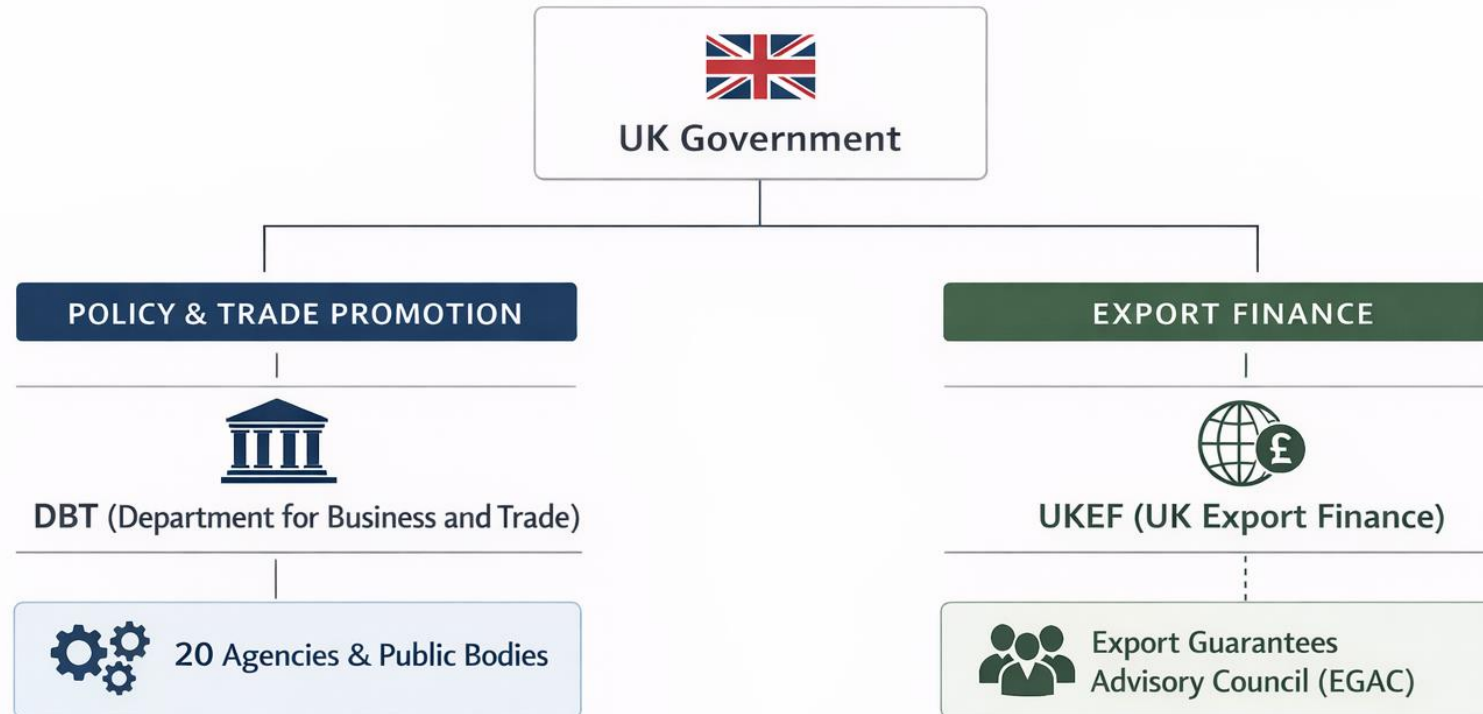 UK Government
POLICY & TRADE PROMOTION
DBT (Department for Business and Trade)
20 Agencies & Public Bodies
EXPORT FINANCE
£
UKEF (UK Export Finance)
Export Guarantees
Advisory Council (EGAC)